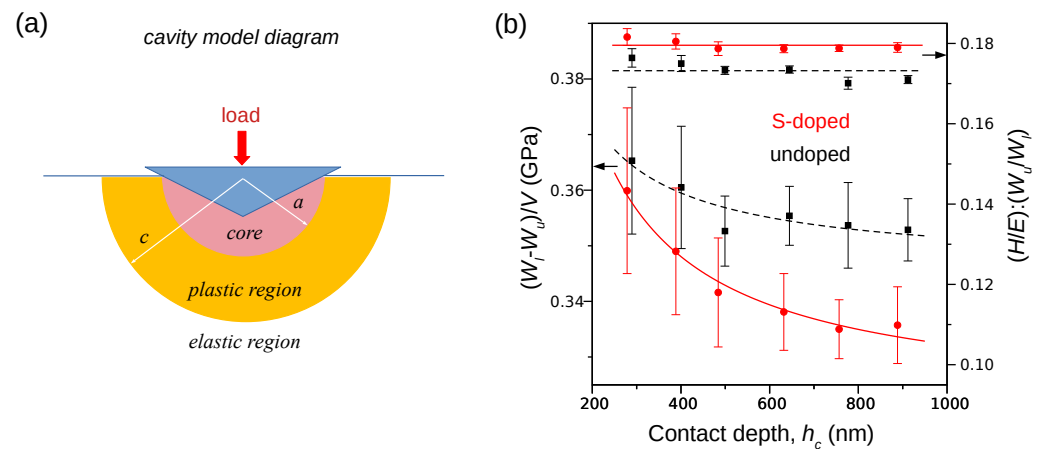 (a)
cavity model diagram
load
a
c
core
plastic region
elastic region
(b)
0.38
0.36
0.34
(W_l-W_u)/V (GPa)
S-doped
undoped
0.18
0.16
0.14
0.12
0.10
(H/E):(W_u/W_l)
200
400
600
800
1000
Contact depth, h_c (nm)